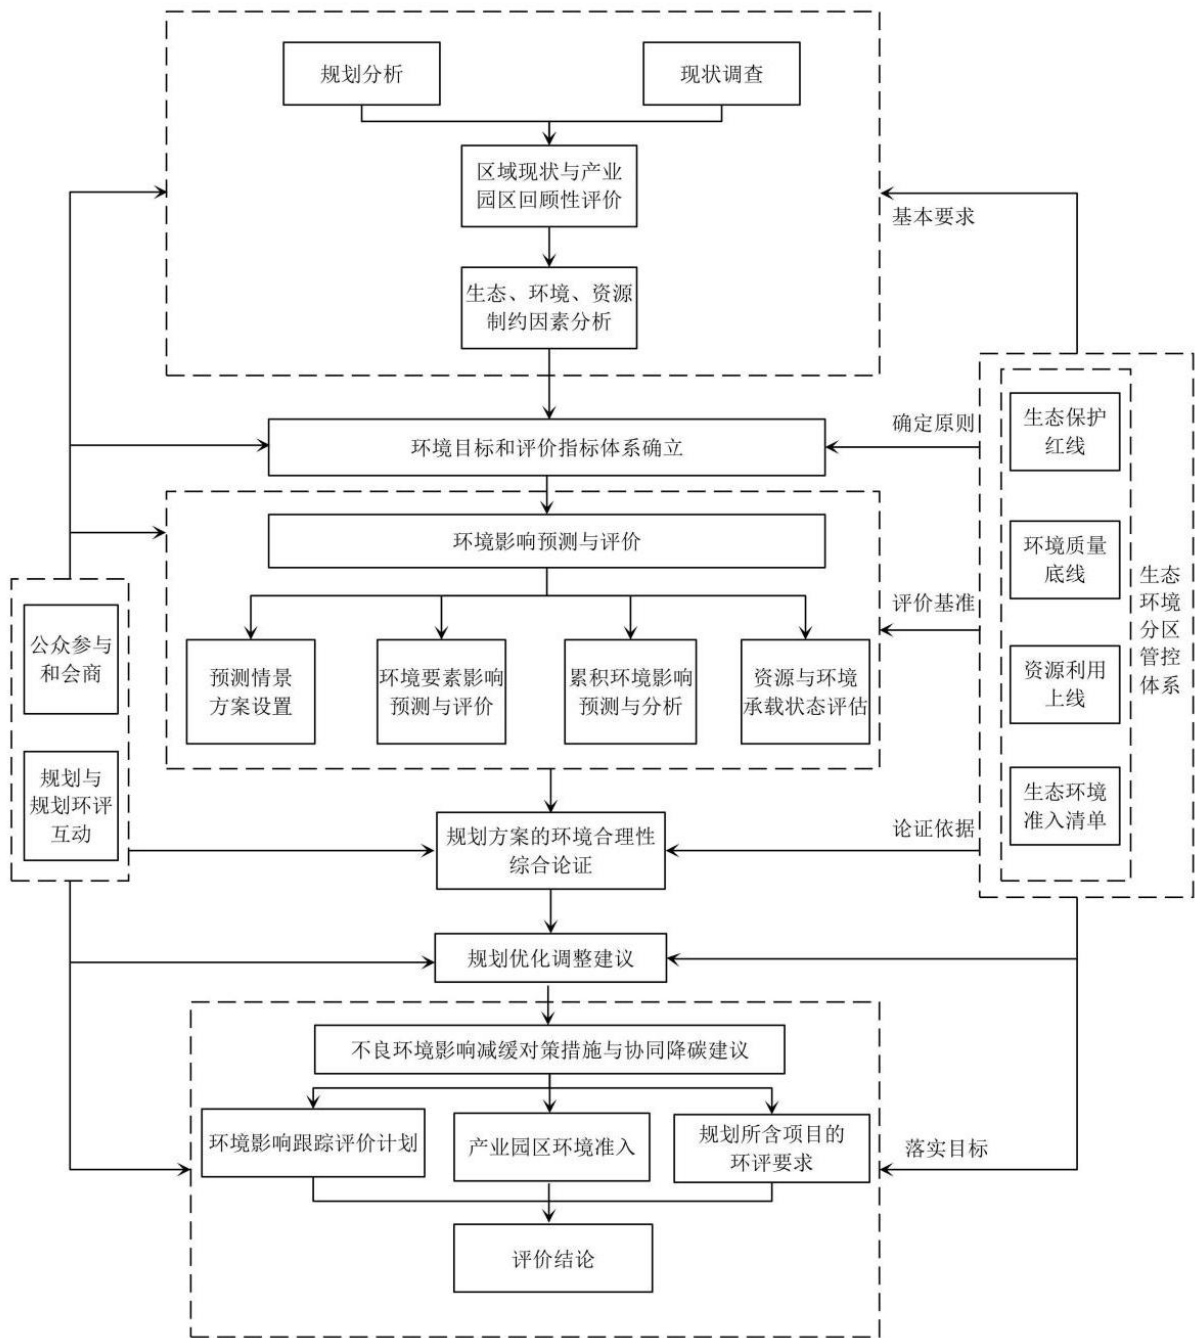 规划分析
现状调查
区域现状与产业
园区回顾性评价
基本要求
生态、环境、资源
制约因素分析
环境目标和评价指标体系确立
确定原则
生态保护
红线
环境影响预测与评价
环境质量
底线
生态
环境
分区
管控
体系
评价基准
公众参与
和会商
预测情景
方案设置
环境要素影响
预测与评价
累积环境影响
预测与分析
资源与环境
承载状态评估
资源利用
上线
规划与
规划环评
互动
规划方案的环境合理性
综合论证
论证依据
生态环境
准入清单
规划优化调整建议
不良环境影响减缓对策措施与协同降碳建议
环境影响跟踪评价计划
产业园区环境准入
规划所含项目的
环评要求
落实目标
评价结论